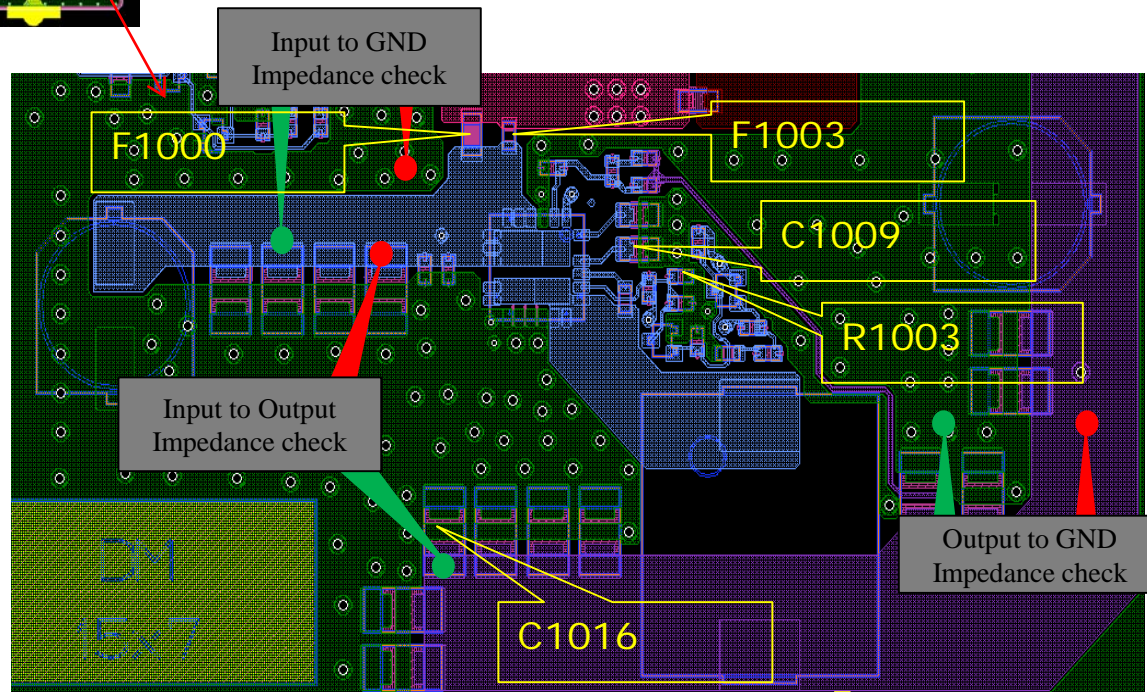 Input to GND
Impedance check
F1000
F1003
C1009
R1003
Input to Output
Impedance check
Output to GND
Impedance check
C1016